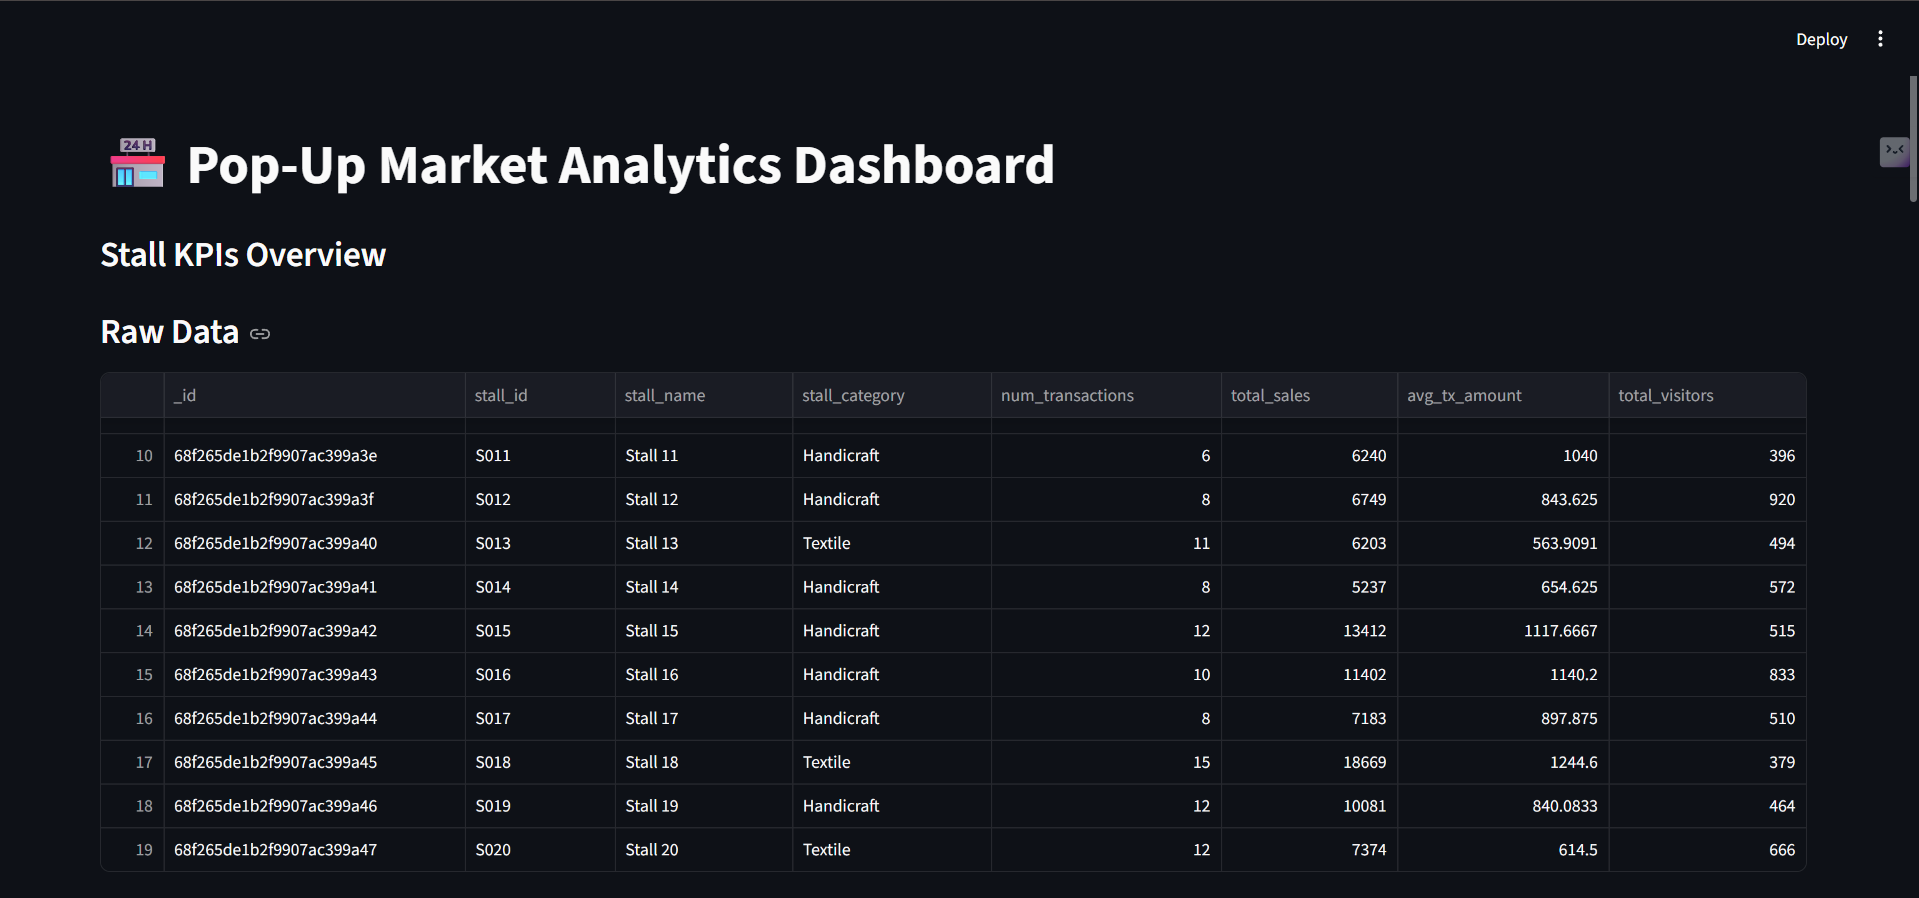 Deploy
24 H
Pop-Up Market Analytics Dashboard
Stall KPIs Overview
Raw Data
_id stall_id stall_name stall_category num_transactions total_sales avg_tx_amount total_visitors
10 68f265de1b2f9907ac399a3e S011 Stall 11 Handicraft 6 6240 1040 396
11 68f265de1b2f9907ac399a3f S012 Stall 12 Handicraft 8 6749 843.625 920
12 68f265de1b2f9907ac399a40 S013 Stall 13 Textile 11 6203 563.9091 494
13 68f265de1b2f9907ac399a41 S014 Stall 14 Handicraft 8 5237 654.625 572
14 68f265de1b2f9907ac399a42 S015 Stall 15 Handicraft 12 13412 1117.6667 515
15 68f265de1b2f9907ac399a43 S016 Stall 16 Handicraft 10 11402 1140.2 833
16 68f265de1b2f9907ac399a44 S017 Stall 17 Handicraft 8 7183 897.875 510
17 68f265de1b2f9907ac399a45 S018 Stall 18 Textile 15 18669 1244.6 379
18 68f265de1b2f9907ac399a46 S019 Stall 19 Handicraft 12 10081 840.0833 464
19 68f265de1b2f9907ac399a47 S020 Stall 20 Textile 12 7374 614.5 666